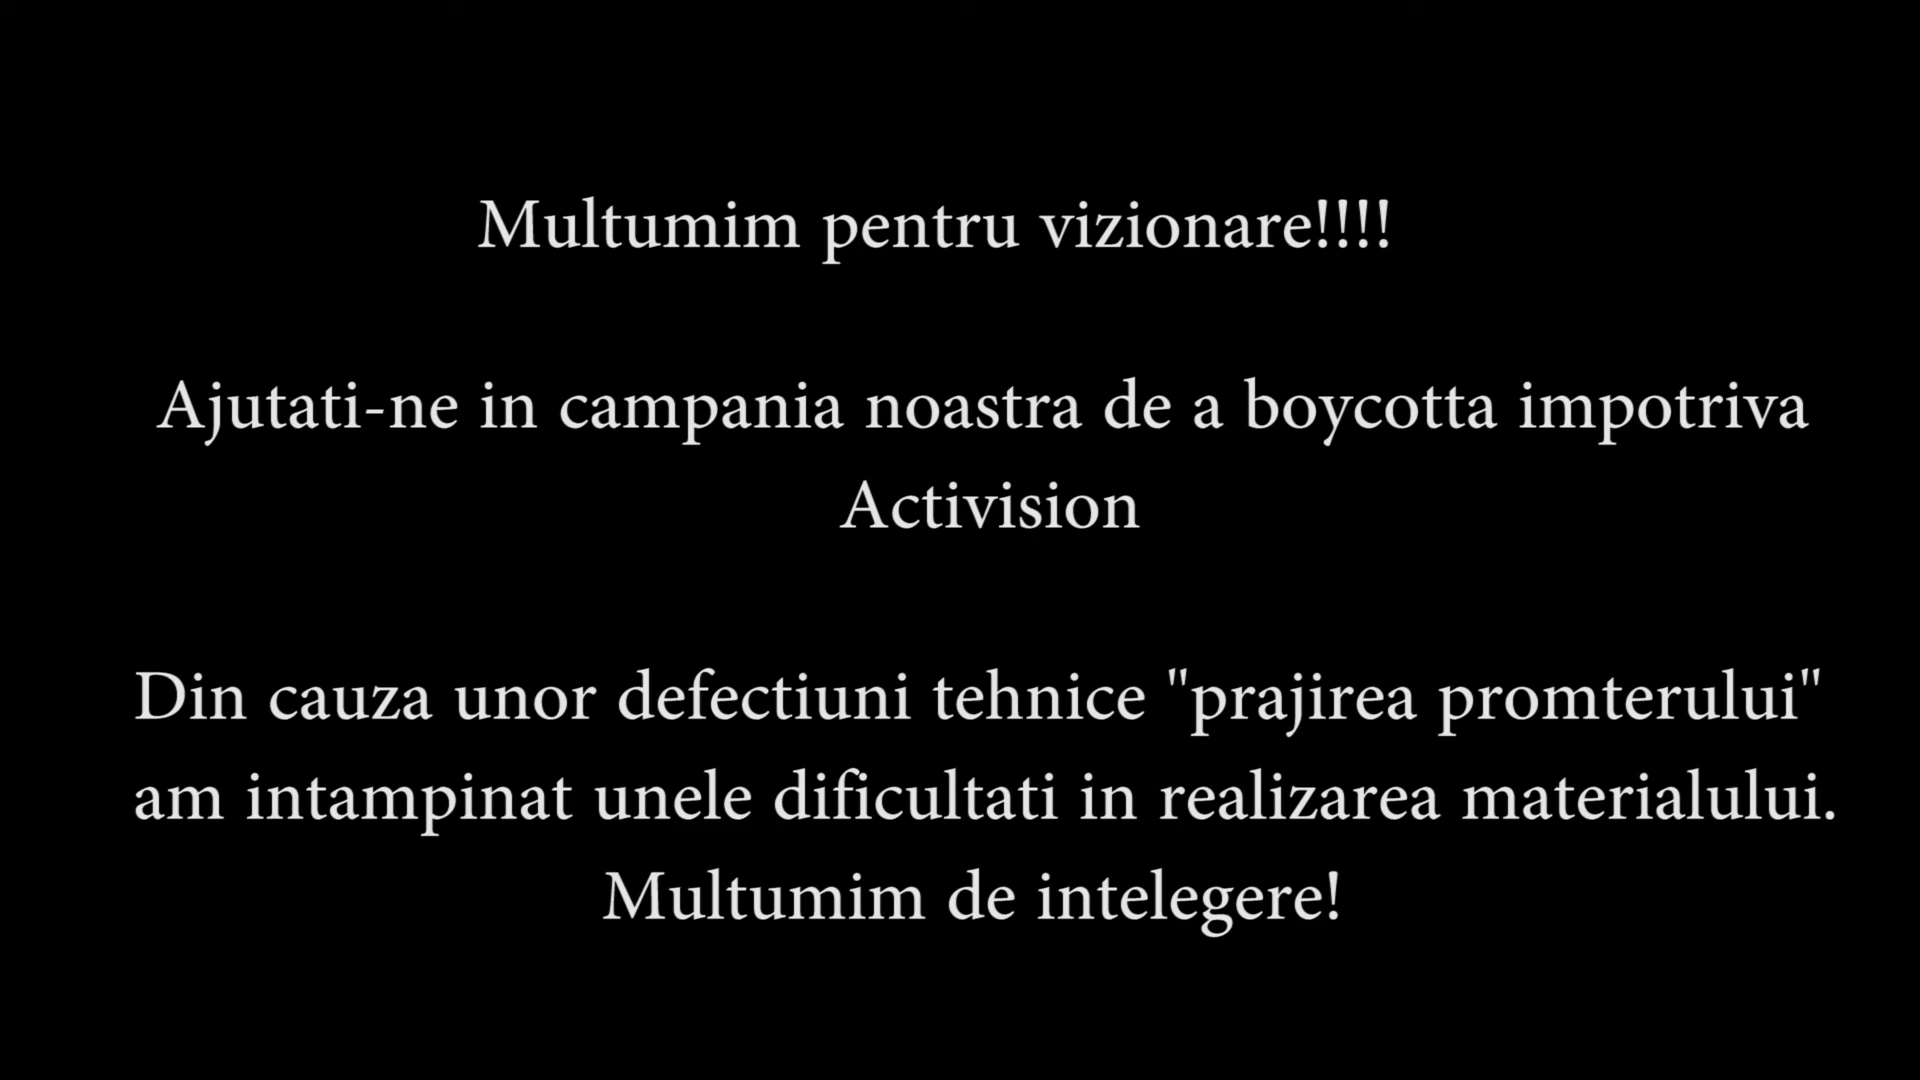 Multumim pentru vizionare!!!!
Ajutati-ne in campania noastra de a boycotta impotriva
Activision
Din cauza unor defectiuni tehnice "prajirea promterului"
am intampinat unele dificultati in realizarea materialului.
Multumim de intelegere!